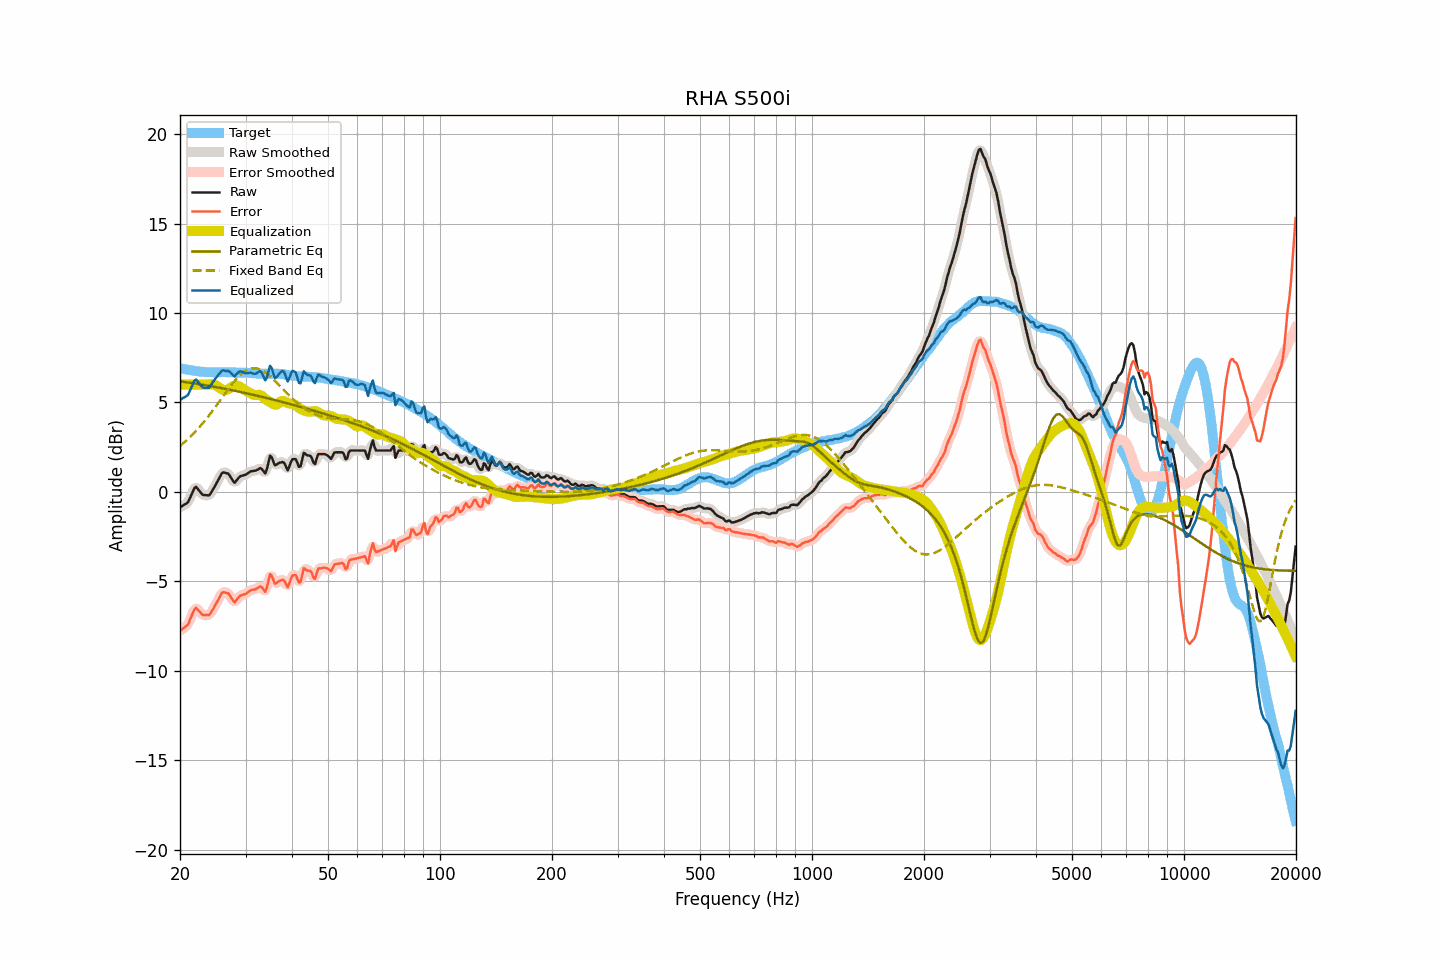 RHA S500i
Target
Raw Smoothed
Error Smoothed
Raw
Error
Equalization
Parametric Eq
Fixed Band Eq
Equalized
Amplitude (dBr)
20
15
10
5
0
−5
−10
−15
−20
20 50 100 200 500 1000 2000 5000 10000 20000
Frequency (Hz)